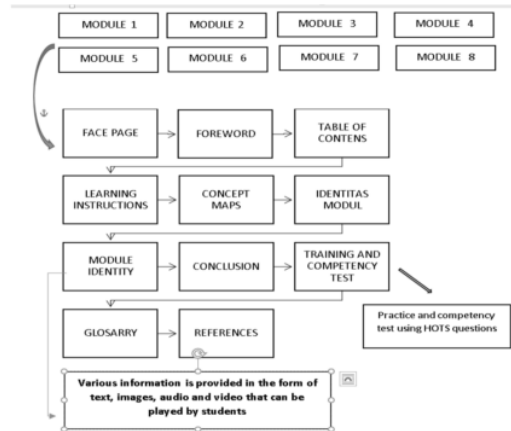 MODULE 1
MODULE 2
MODULE 3
MODULE 4
MODULE 5
MODULE 6
MODULE 7
MODULE 8
FACE PAGE
FOREWORD
TABLE OF
CONTENS
LEARNING
INSTRUCTIONS
CONCEPT
MAPS
IDENTITAS
MODUL
MODULE
IDENTITY
CONCLUSION
TRAINING AND
COMPETENCY
TEST
Practice and competency
test using HOTS questions
GLOSARRY
REFERENCES
Various information is provided in the form of
text, images, audio and video that can be
played by students